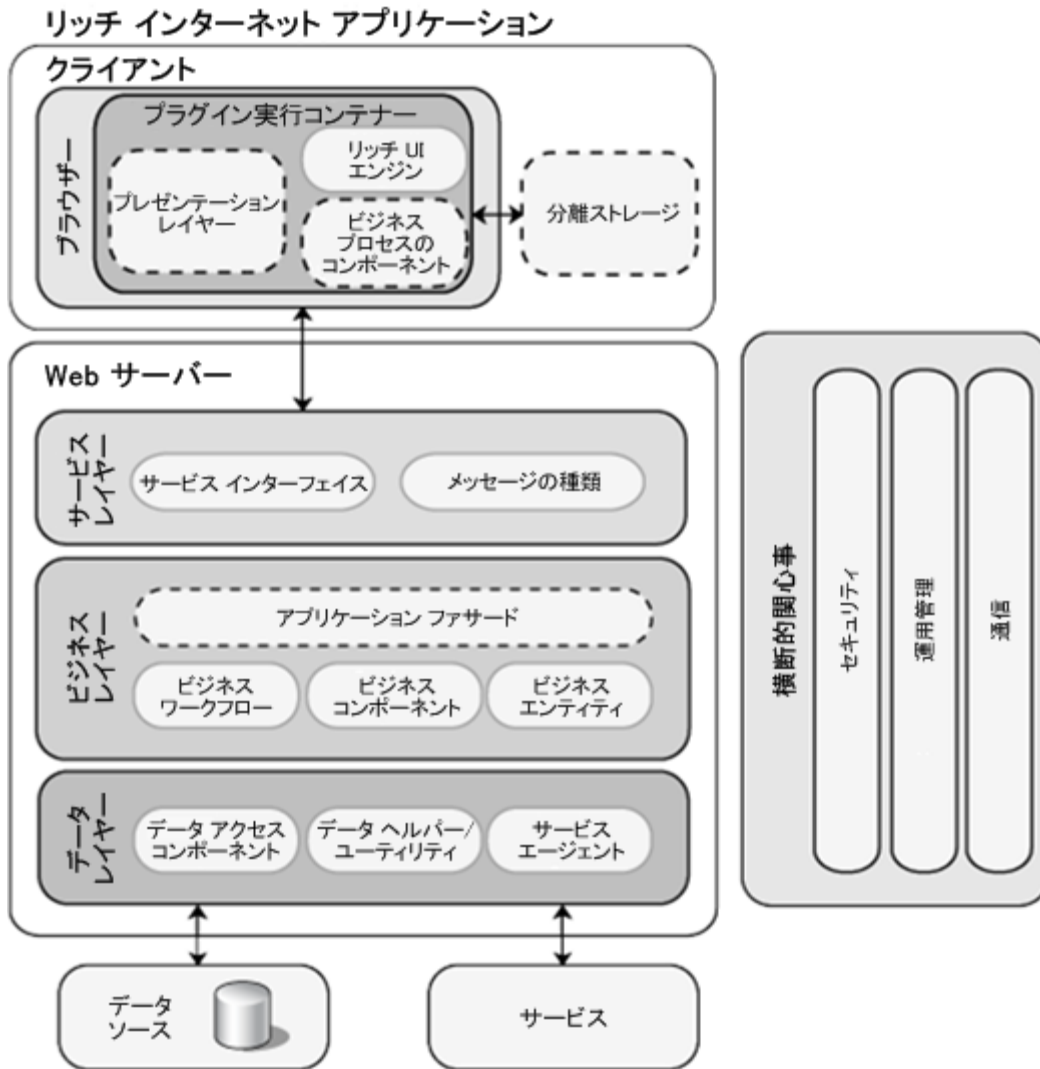 リッチ インターネット アプリケーション
クライアント
ブラウザー
プラグイン実行コンテナー
プレゼンテーション
レイヤー
リッチ UI
エンジン
ビジネス
プロセスの
コンポーネント
分離ストレージ
Web サーバー
サービス
レイヤー
サービス インターフェイス
メッセージの種類
ビジネス
レイヤー
アプリケーション ファサード
ビジネス
ワークフロー
ビジネス
コンポーネント
ビジネス
エンティティ
データ
レイヤー
データ アクセス
コンポーネント
データ ヘルパー/
ユーティリティ
サービス
エージェント
データ
ソース
サービス
横断的関心事
セキュリティ
運用管理
通信